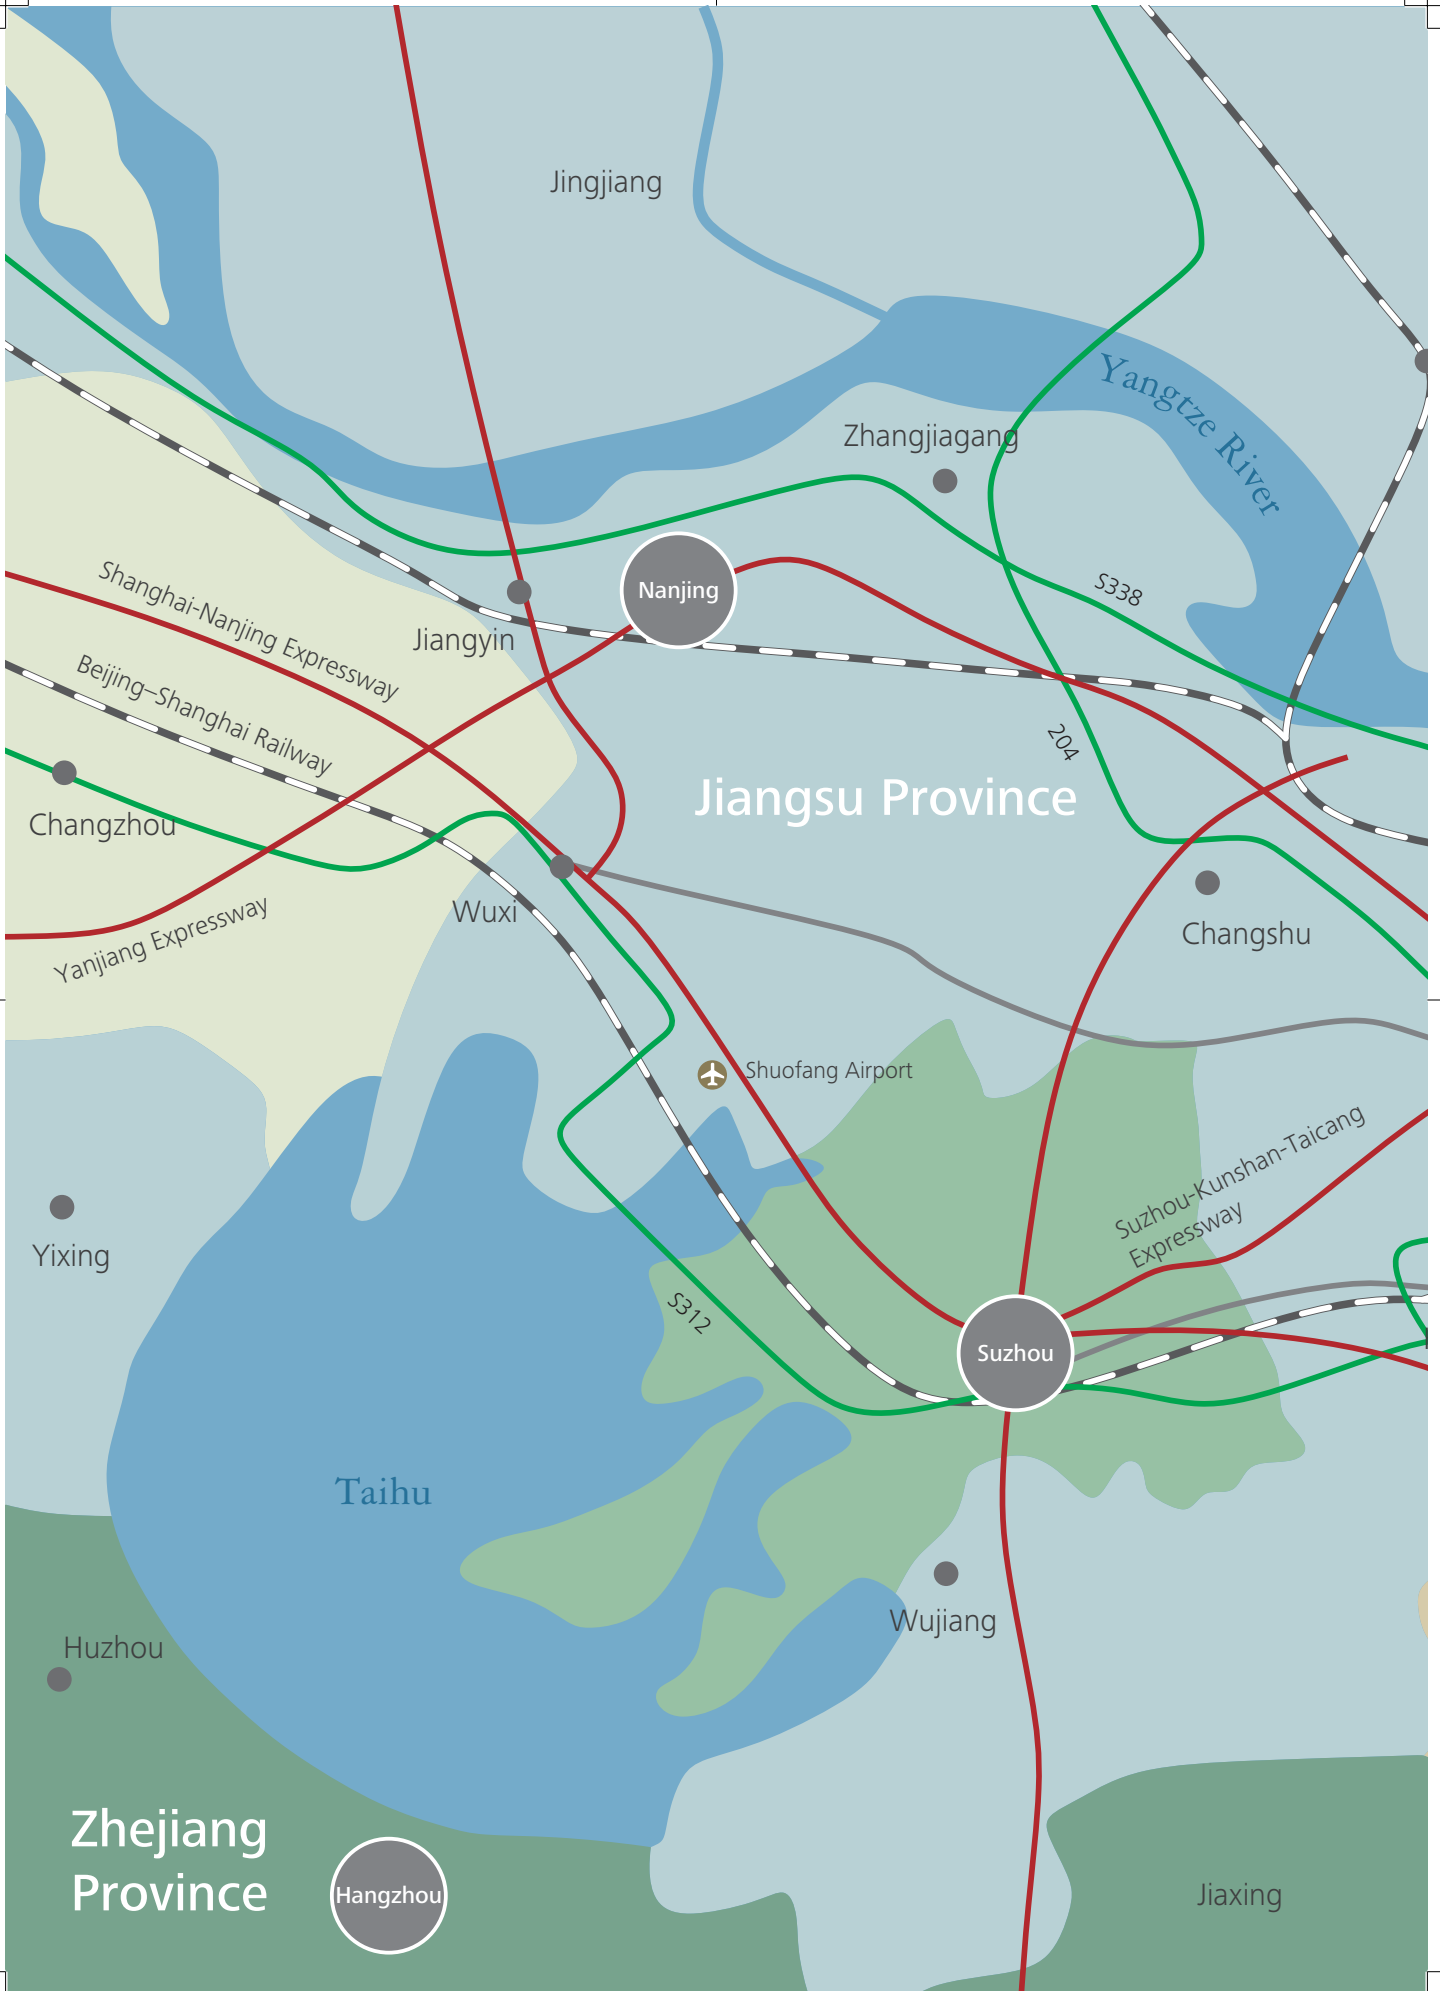 Jingjiang
Yangtze River
Zhangjiagang
Nanjing
S338
Shanghai-Nanjing Expressway
Jiangyin
Beijing–Shanghai Railway
204
Jiangsu Province
Changzhou
Wuxi
Changshu
Yanjiang Expressway
Shuofang Airport
Suzhou-Kunshan-Taicang
Expressway
Yixing
S312
Suzhou
Taihu
Wujiang
Huzhou
Zhejiang
Province
Hangzhou
Jiaxing